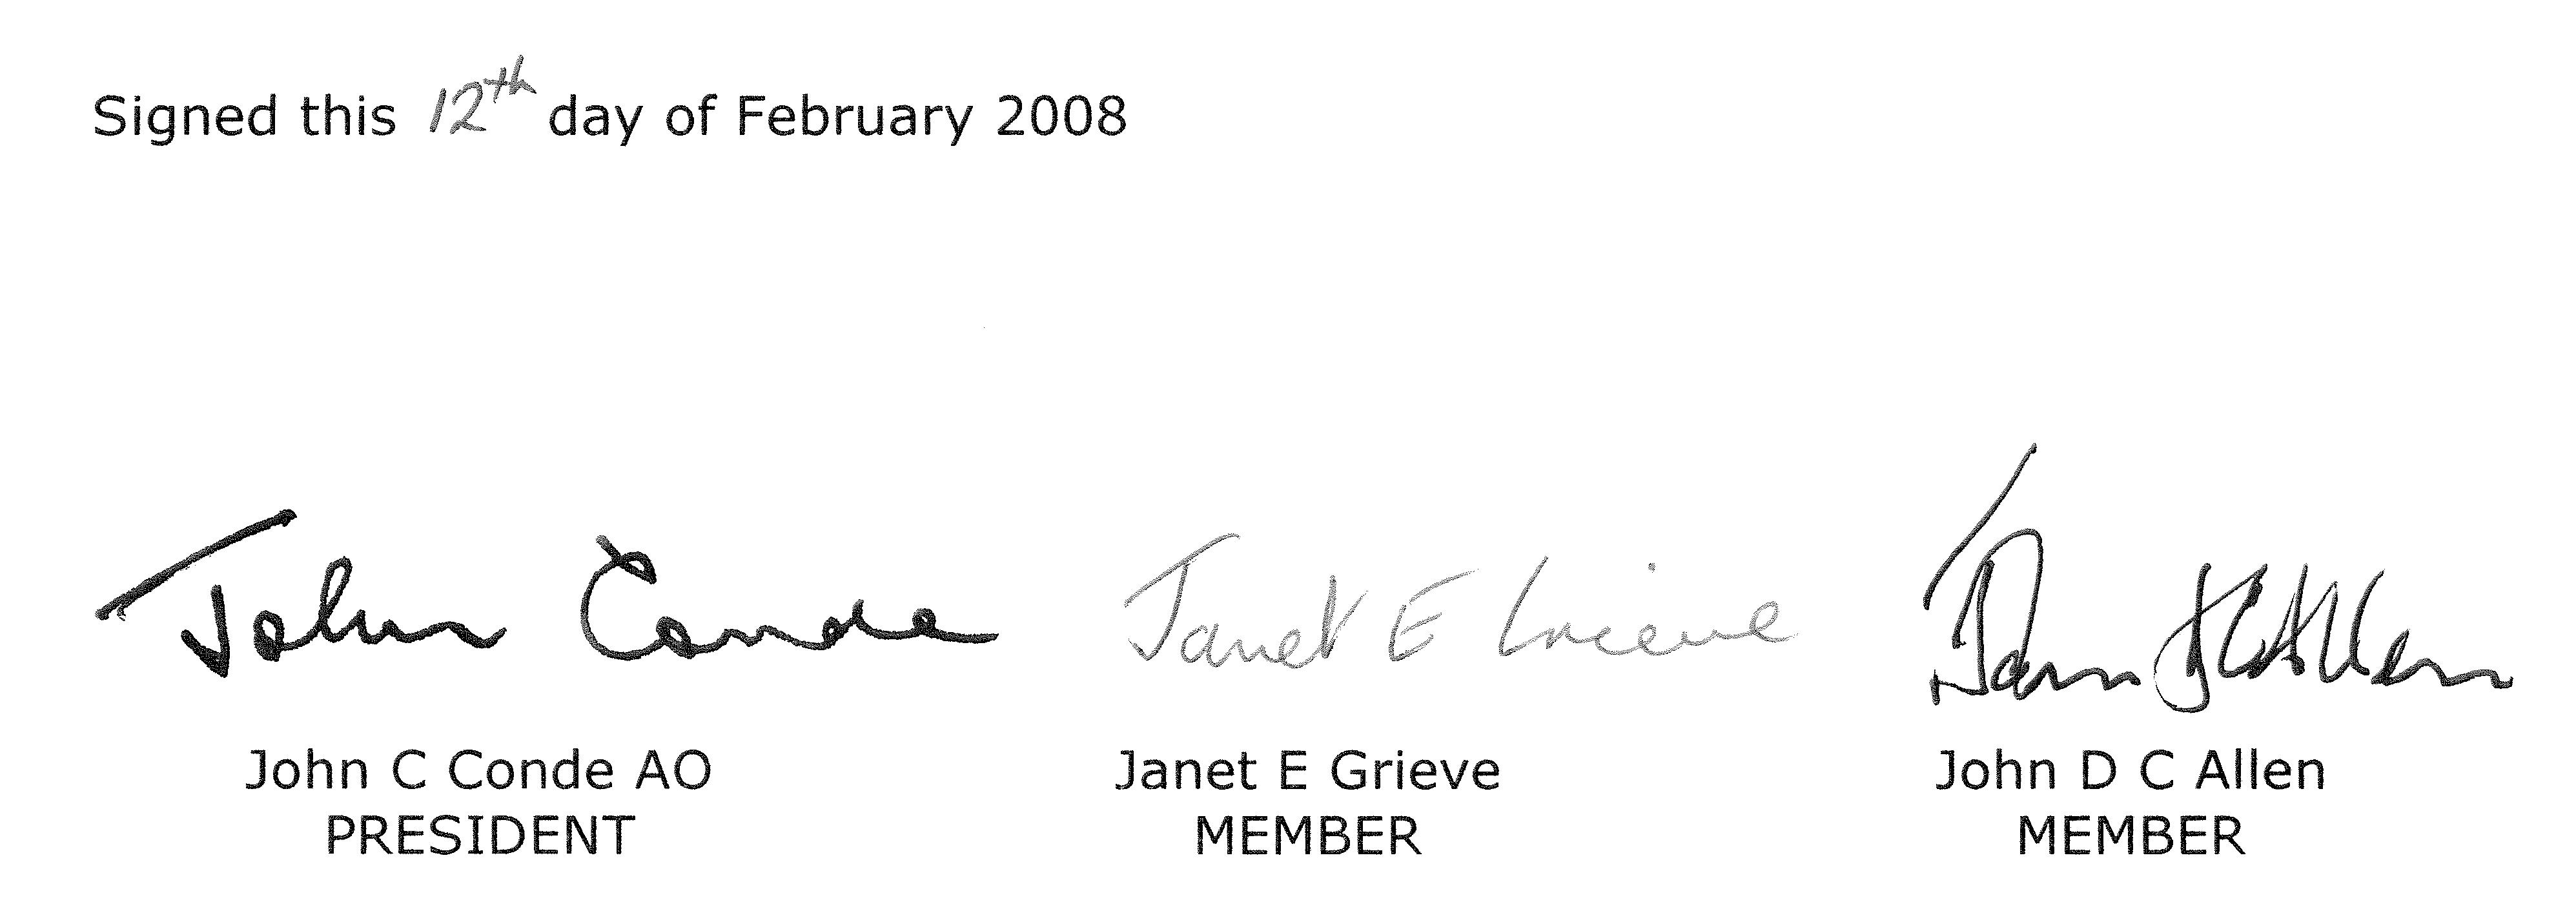 Signed this 12th day of February 2008
John Conde Janet E Grieve
John C Conde AO Janet E Grieve John D C Allen
PRESIDENT MEMBER MEMBER